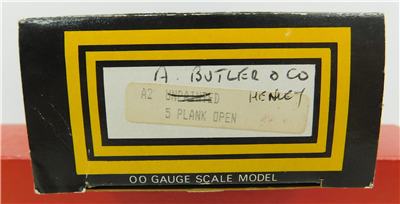 A. BUTLER & CO
A2 UNPAINTED HENLEY
5 PLANK OPEN
OO GAUGE SCALE MODEL